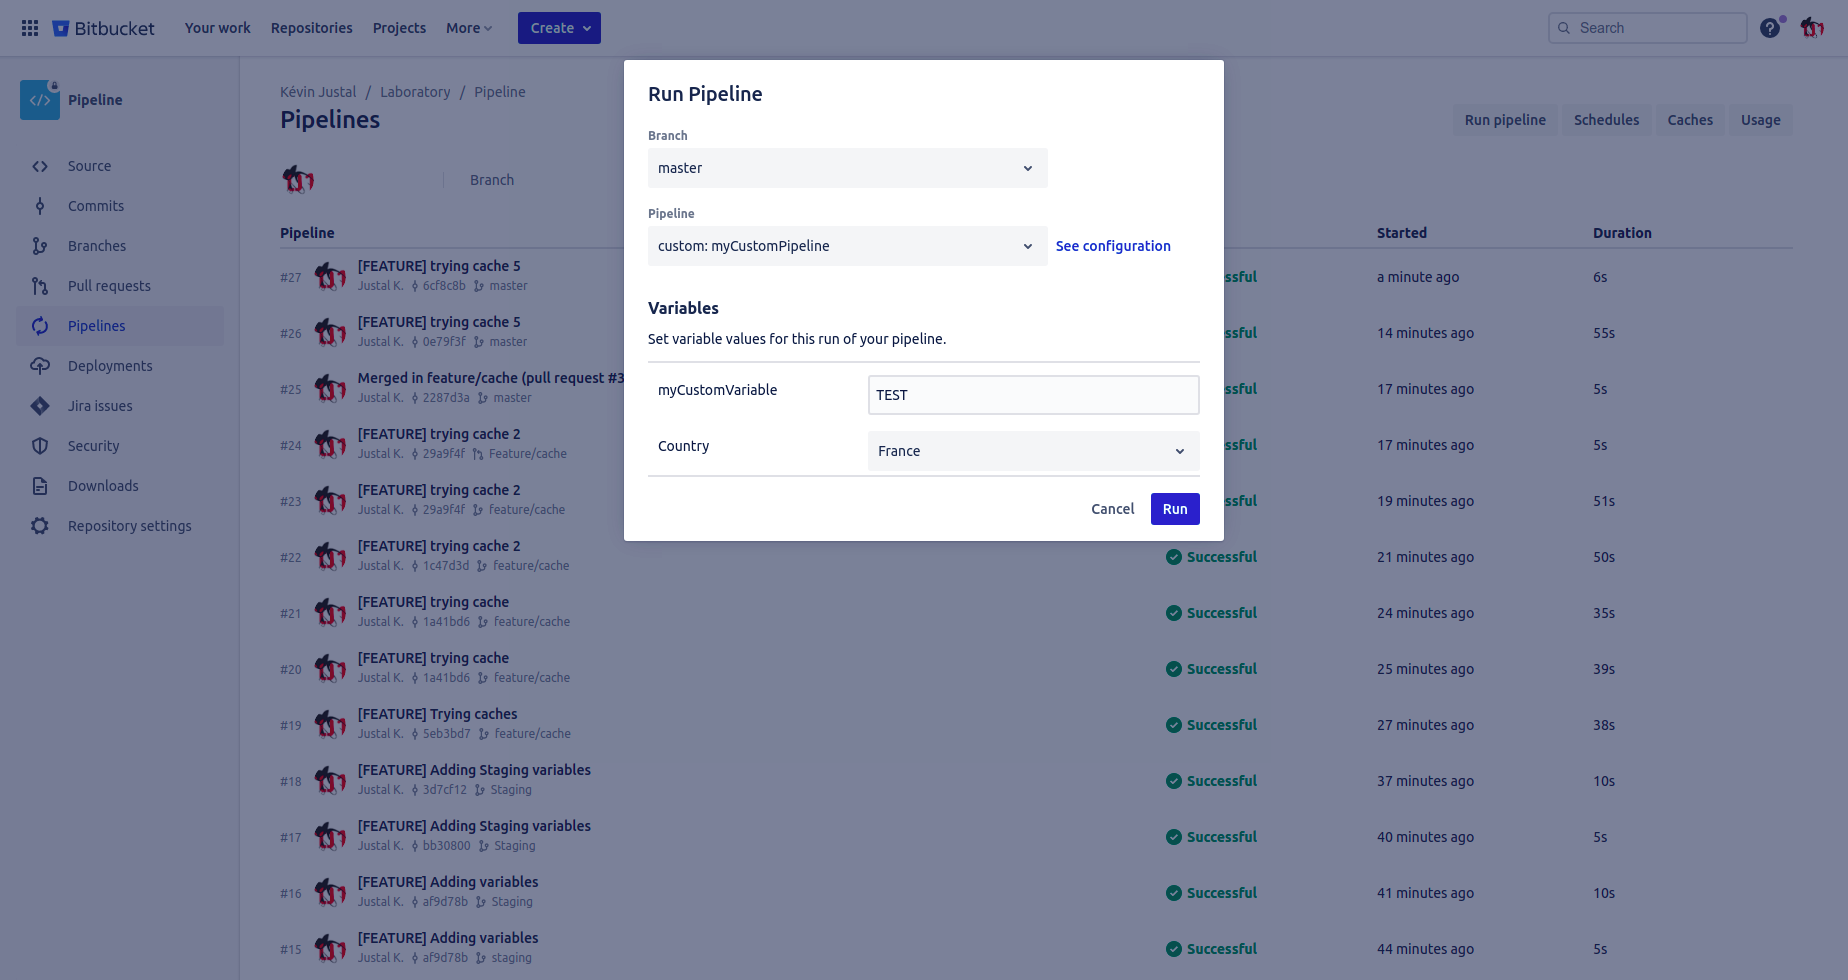 Bitbucket Your work Repositories Projects More Create Search ?
Pipeline
Source
Commits
Branches
Pull requests
Pipelines
Deployments
Jira issues
Security
Downloads
Repository settings
Kévin Justal / Laboratory / Pipeline
Pipelines
Run pipeline Schedules Caches Usage
Branch
Pipeline Started Duration
#27 [FEATURE] trying cache 5 ssful a minute ago 6s
Justal K. 6cf8c8b master
#26 [FEATURE] trying cache 5 ssful 14 minutes ago 55s
Justal K. 0e79f3f master
#25 Merged in feature/cache (pull request #3 ssful 17 minutes ago 5s
Justal K. 2287d3a master
#24 [FEATURE] trying cache 2 ssful 17 minutes ago 5s
Justal K. 29a9f4f Feature/cache
#23 [FEATURE] trying cache 2 ssful 19 minutes ago 51s
Justal K. 29a9f4f feature/cache
#22 [FEATURE] trying cache 2 Successful 21 minutes ago 50s
Justal K. 1c47d3d feature/cache
#21 [FEATURE] trying cache Successful 24 minutes ago 35s
Justal K. 1a41bd6 feature/cache
#20 [FEATURE] trying cache Successful 25 minutes ago 39s
Justal K. 1a41bd6 feature/cache
#19 [FEATURE] Trying caches Successful 27 minutes ago 38s
Justal K. 5eb3bd7 feature/cache
#18 [FEATURE] Adding Staging variables Successful 37 minutes ago 10s
Justal K. 3d7cf12 Staging
#17 [FEATURE] Adding Staging variables Successful 40 minutes ago 5s
Justal K. bb30800 Staging
#16 [FEATURE] Adding variables Successful 41 minutes ago 10s
Justal K. af9d78b Staging
#15 [FEATURE] Adding variables Successful 44 minutes ago 5s
Justal K. af9d78b staging
Run Pipeline
Branch
master
Pipeline
custom: myCustomPipeline See configuration
Variables
Set variable values for this run of your pipeline.
myCustomVariable TEST
Country France
Cancel Run